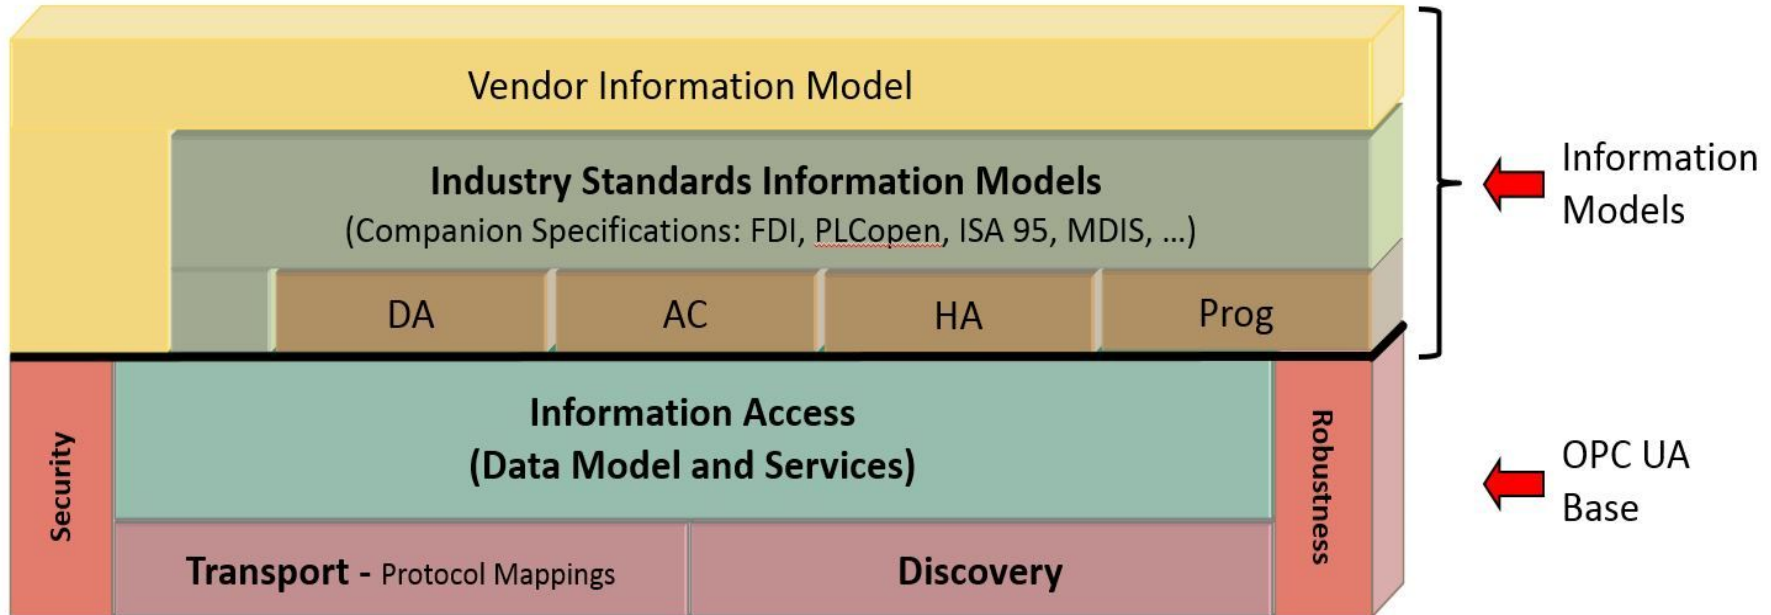 Vendor Information Model
Industry Standards Information Models
(Companion Specifications: FDI, PLCopen, ISA 95, MDIS, ...)
DA
AC
HA
Prog
Information
Models
Security
Information Access
(Data Model and Services)
Robustness
OPC UA
Base
Transport - Protocol Mappings
Discovery